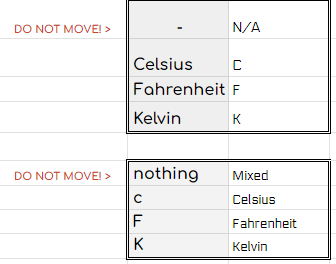 DO NOT MOVE! > - N/A
Celsius C
Fahrenheit F
Kelvin K
DO NOT MOVE! > nothing Mixed
c Celsius
F Fahrenheit
K Kelvin